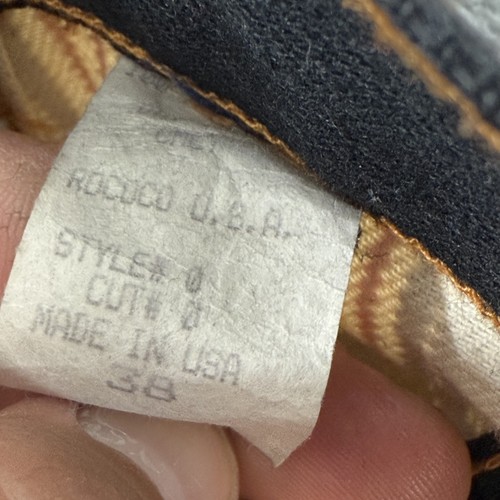 ROCOCO U.S.A.
STYLE# 0
CUT# 0
MADE IN USA
38